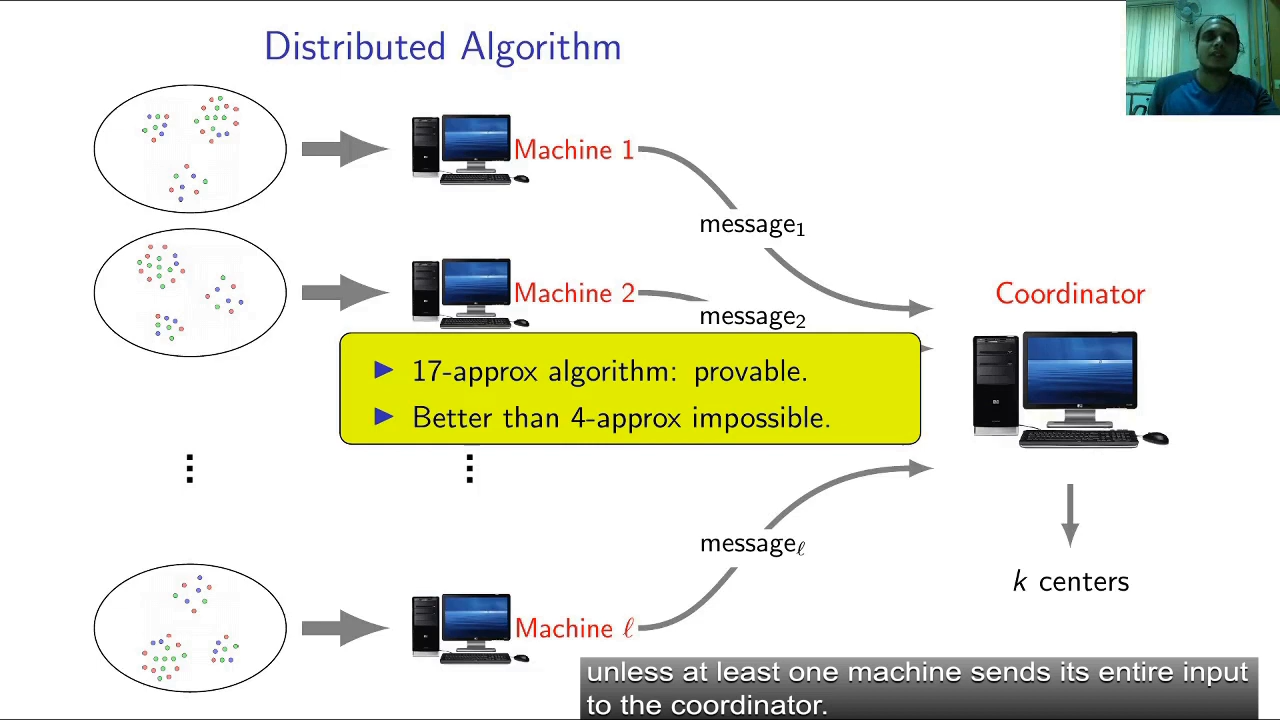 Distributed Algorithm
Machine 1
message1
Machine 2
message2
Coordinator
▶ 17-approx algorithm: provable.
▶ Better than 4-approx impossible.
⋮ ⋮
messageℓ
k centers
Machine ℓ
unless at least one machine sends its entire input
to the coordinator.